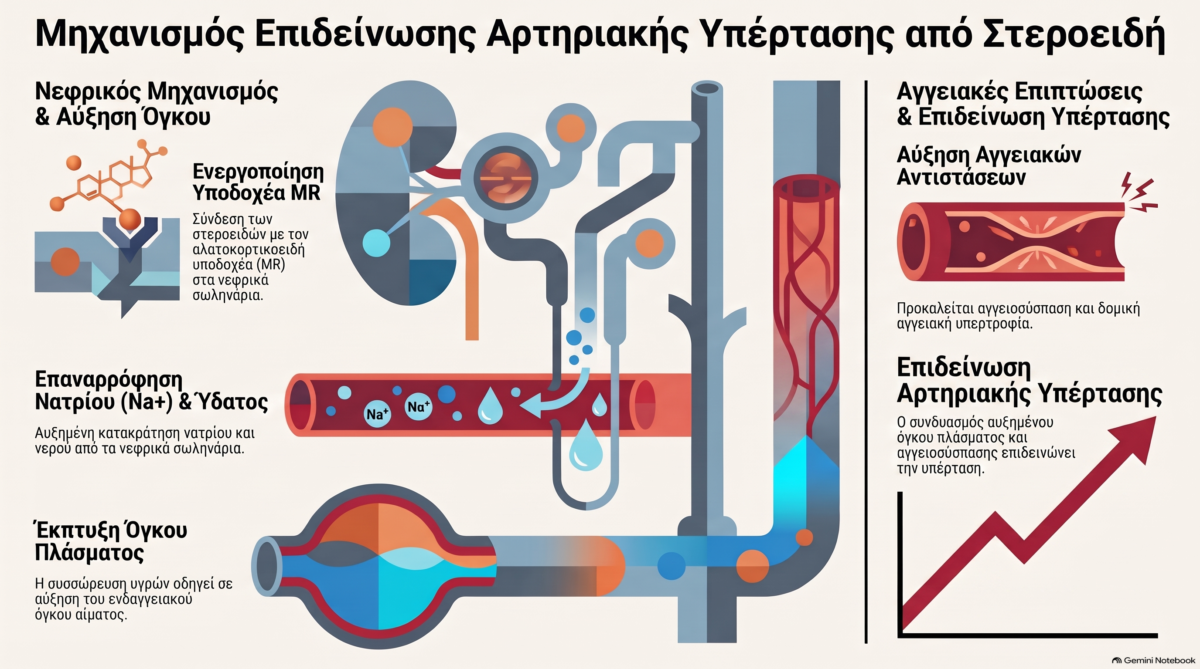 Μηχανισμός Επιδείνωσης Αρτηριακής Υπέρτασης από Στεροειδή
Νεφρικός Μηχανισμός
& Αύξηση Όγκου
Ενεργοποίηση
Υποδοχέα MR
Σύνδεση των
στεροειδών με τον
αλατοκορτικοειδή
υποδοχέα (MR)
στα νεφρικά
σωληνάρια.
Επαναρρόφηση
Νατρίου (Na+) & Ύδατος
Αυξημένη κατακράτηση νατρίου και
νερού από τα νεφρικά σωληνάρια.
Na+
Nα+
Έκπτυξη Όγκου
Πλάσματος
Η συσσώρευση υγρών οδηγεί σε
αύξηση του ενδαγγειακού
όγκου αίματος.
Αγγειακές Επιπτώσεις
& Επιδείνωση Υπέρτασης
Αύξηση Αγγειακών
Αντιστάσεων
Προκαλείται αγγειοσύσπαση και δομική
αγγειακή υπερτροφία.
Επιδείνωση
Αρτηριακής Υπέρτασης
Ο συνδυασμός αυξημένου
όγκου πλάσματος και
αγγειοσύσπασης επιδεινώνει
την υπέρταση.
Gemini Notebook